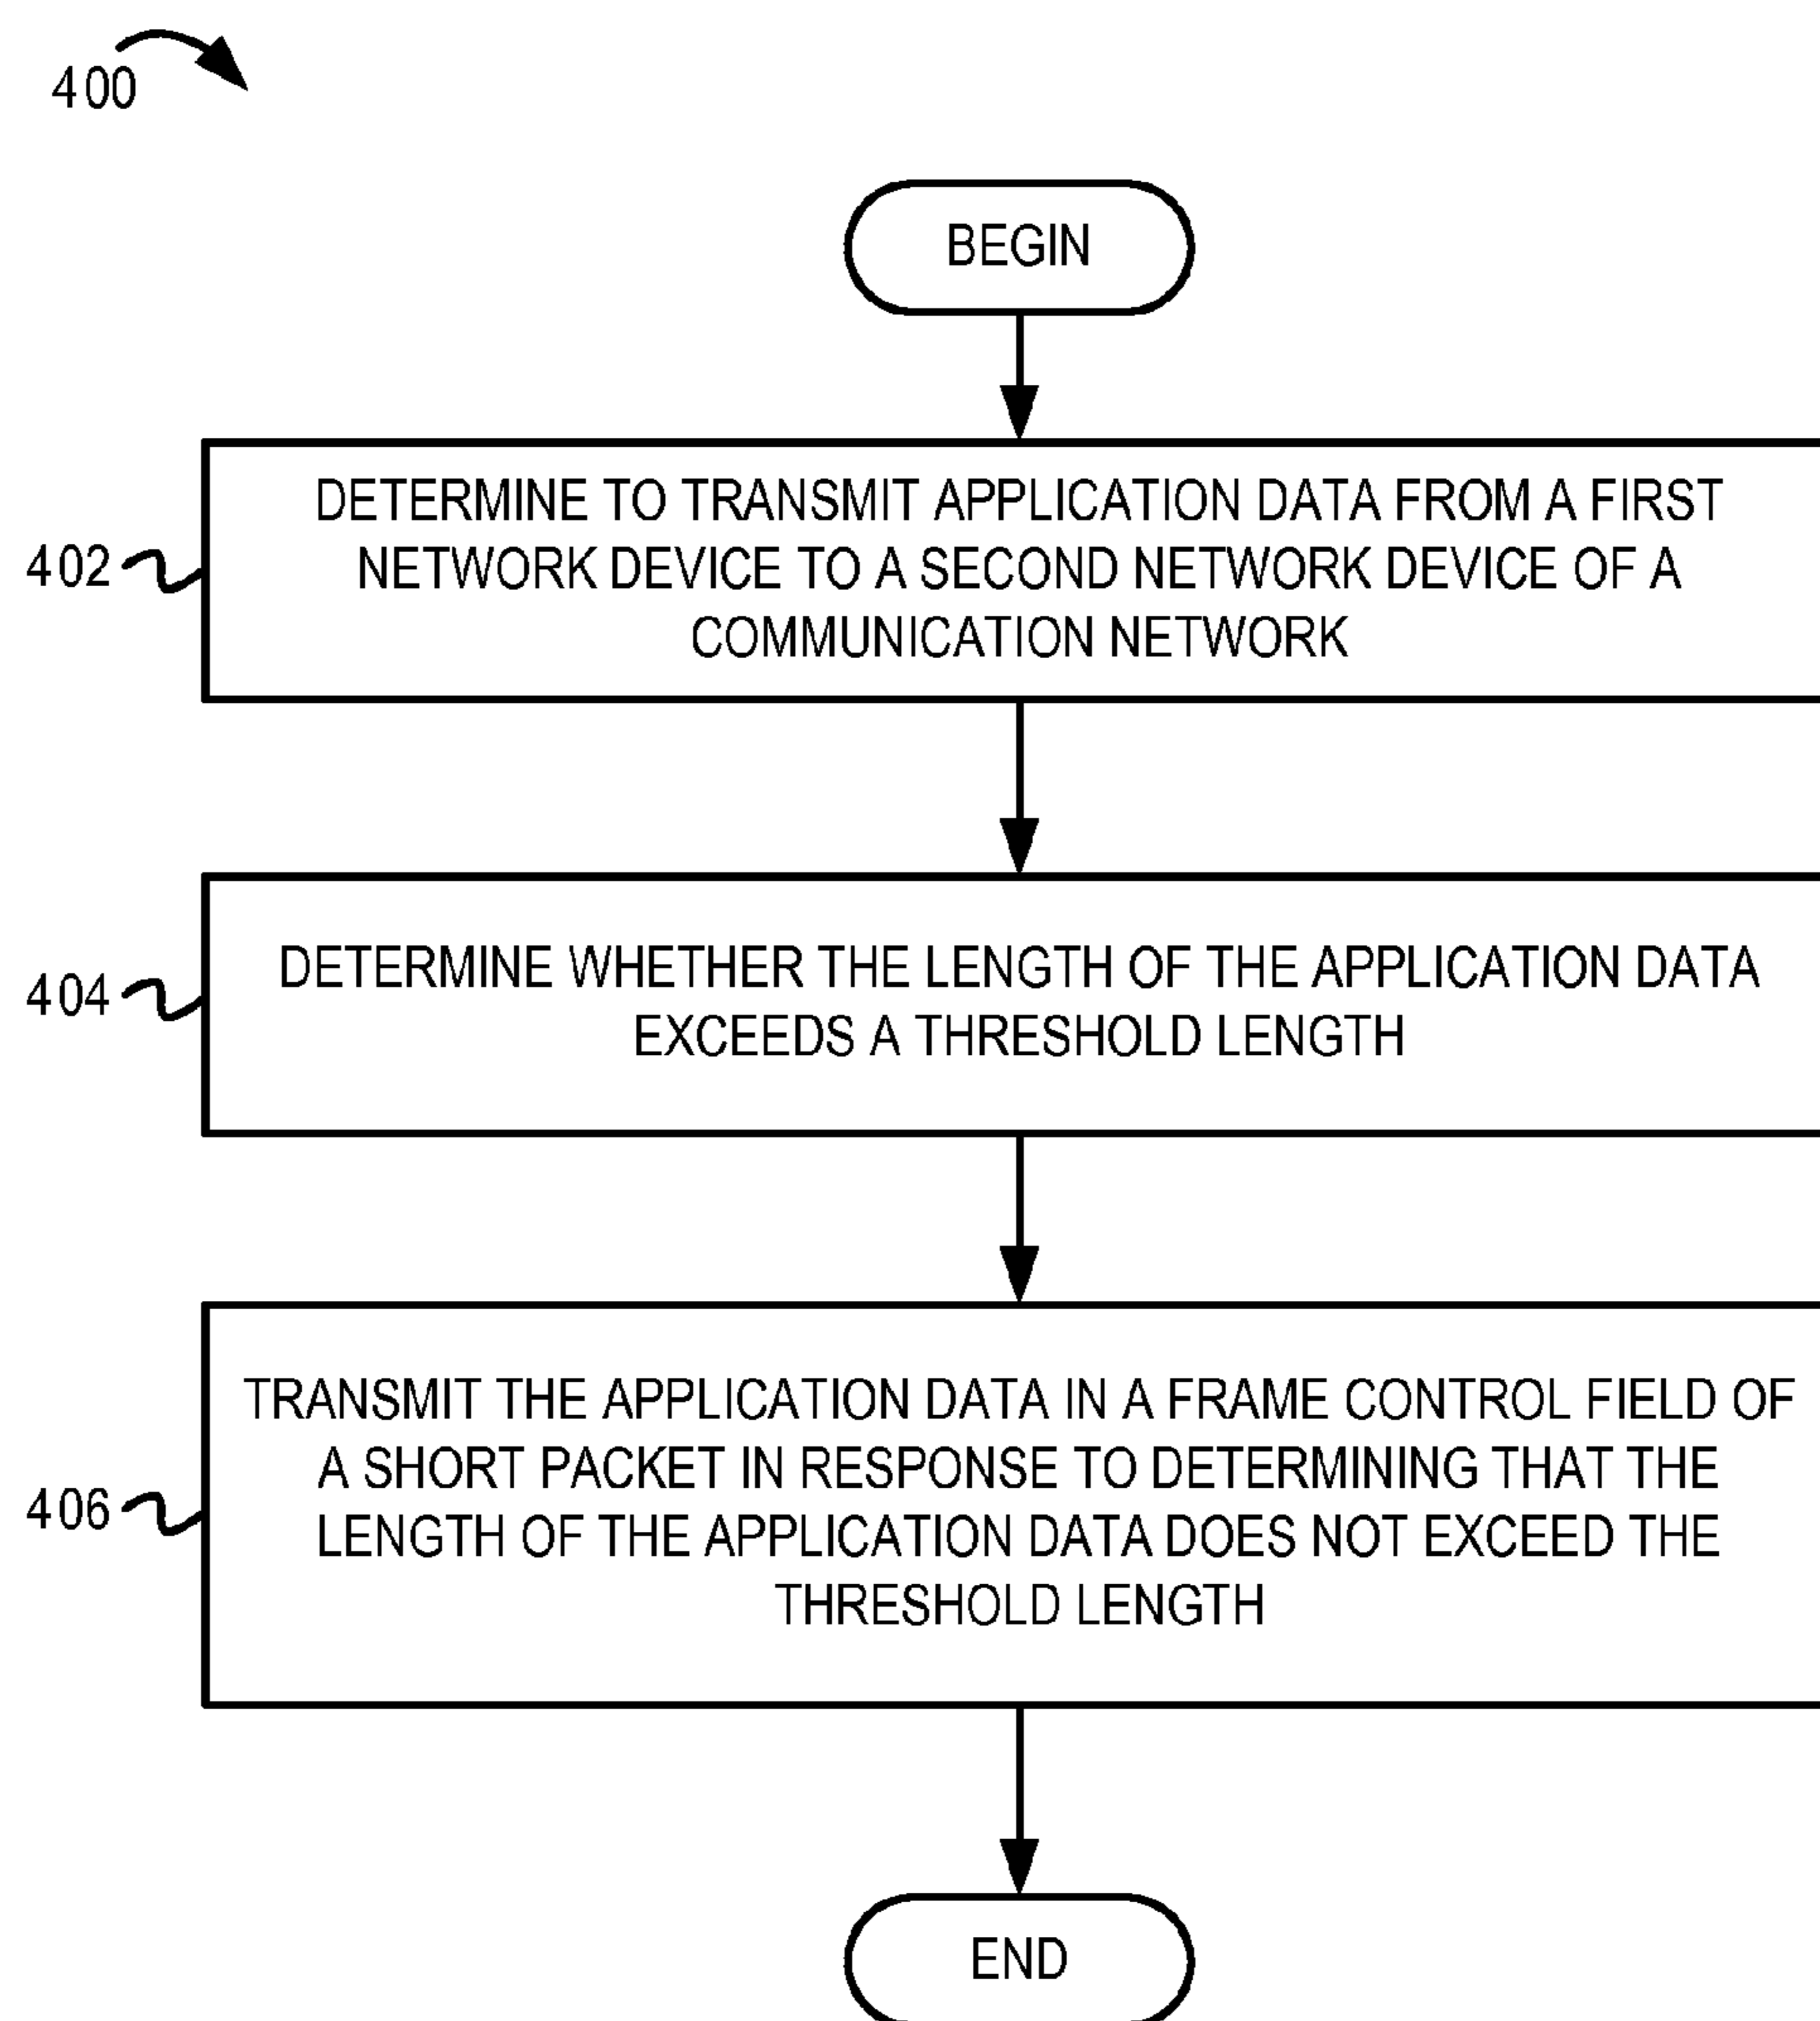 400
BEGIN
402
DETERMINE TO TRANSMIT APPLICATION DATA FROM A FIRST
NETWORK DEVICE TO A SECOND NETWORK DEVICE OF A
COMMUNICATION NETWORK
404
DETERMINE WHETHER THE LENGTH OF THE APPLICATION DATA
EXCEEDS A THRESHOLD LENGTH
406
TRANSMIT THE APPLICATION DATA IN A FRAME CONTROL FIELD OF
A SHORT PACKET IN RESPONSE TO DETERMINING THAT THE
LENGTH OF THE APPLICATION DATA DOES NOT EXCEED THE
THRESHOLD LENGTH
END